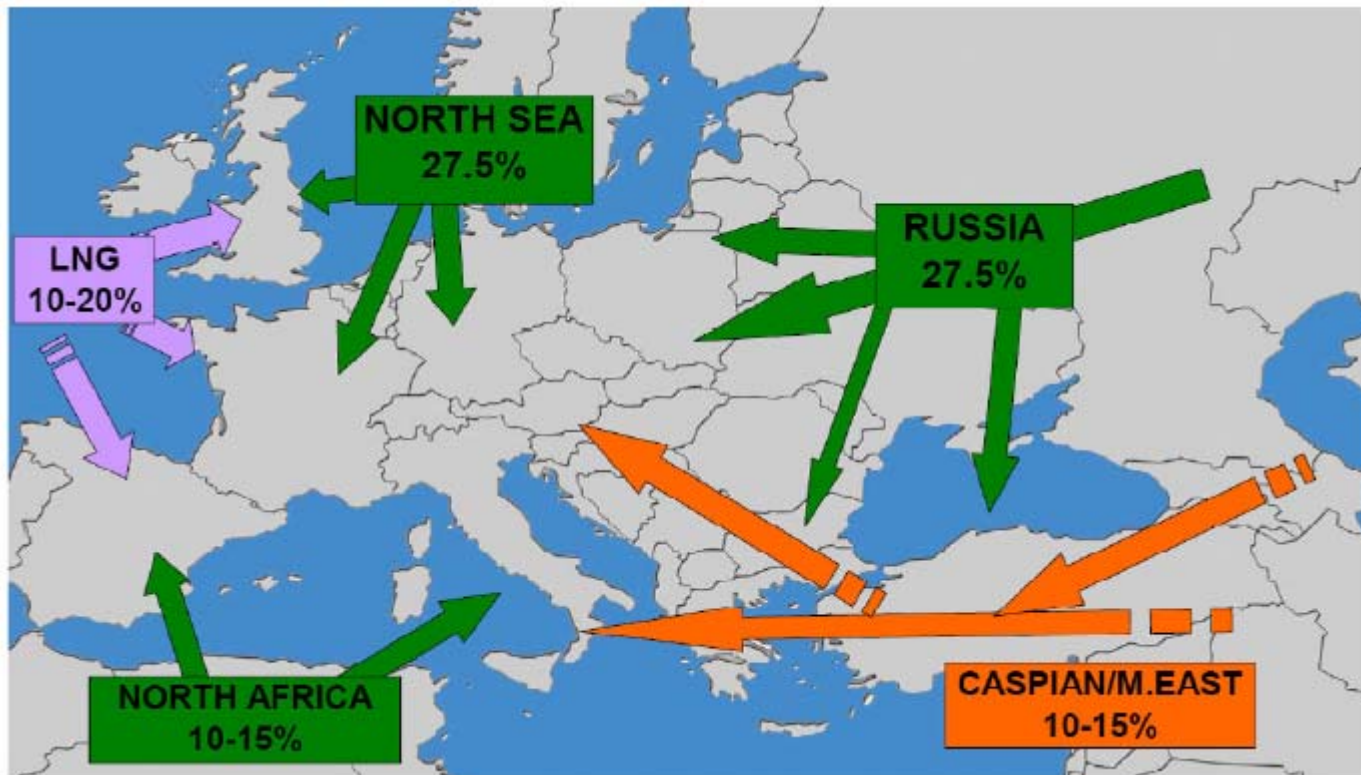 NORTH SEA
27.5%
RUSSIA
27.5%
LNG
10-20%
NORTH AFRICA
10-15%
CASPIAN/M.EAST
10-15%